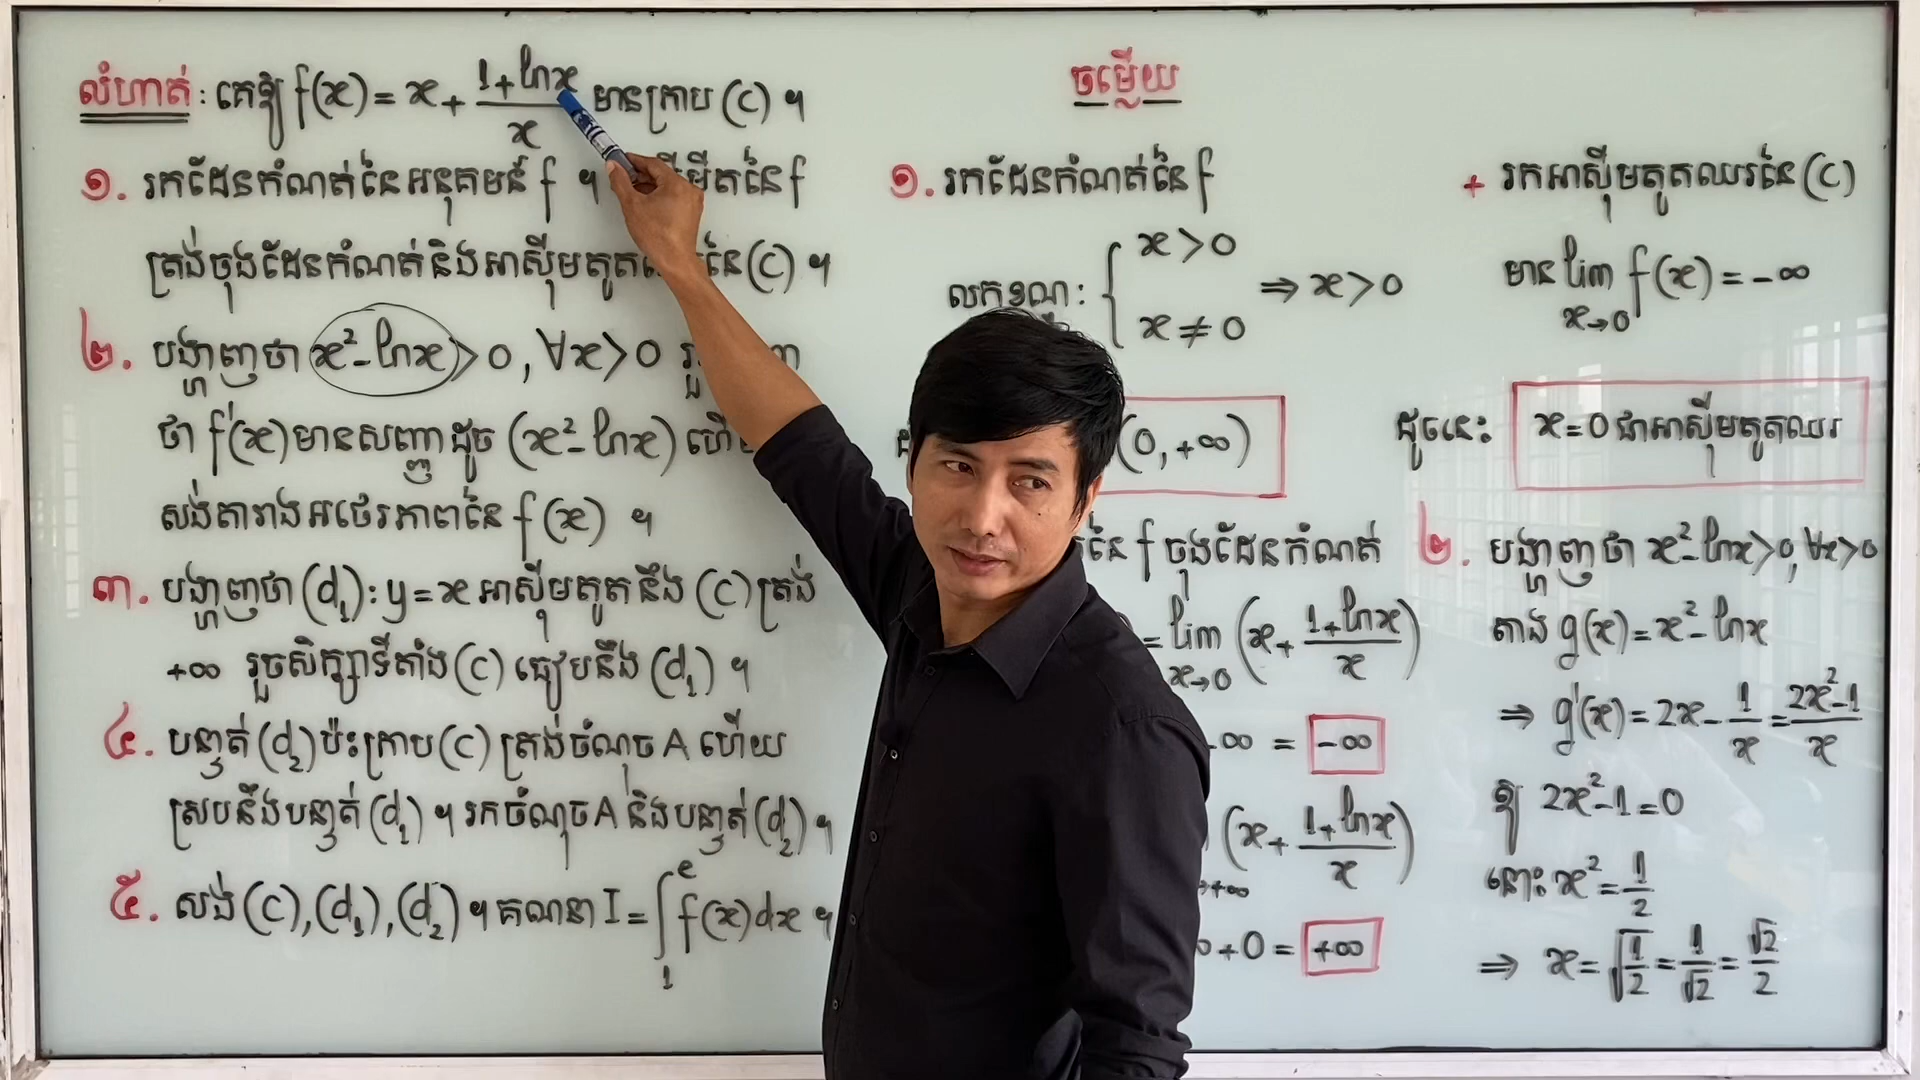 លំហាត់ : គេឱ្យ f(x) = x + (1+lnx)/x មានក្រាប (C) ។
១. រកដែនកំណត់នៃអនុគមន៍ f ។ នៃ f
ត្រង់ចុងដែនកំណត់និងអាស៊ីមតូត នៃ (C) ។
២. បង្ហាញថា x² - lnx > 0 , ∀x > 0
ថា f'(x) មានសញ្ញាដូច (x² - lnx)
សង់តារាងអថេរភាពនៃ f(x) ។
៣. បង្ហាញថា (d₁) : y = x អាស៊ីមតូតនឹង (C) ត្រង់
+∞ រួចសិក្សាទីតាំង (C) ធៀបនឹង (d₁) ។
៤. បន្ទាត់ (d₂) ប៉ះក្រាប (C) ត្រង់ចំណុច A ហើយ
ស្របនឹងបន្ទាត់ (d₁) ។ រកចំណុច A និងបន្ទាត់ (d₂) ។
៥. សង់ (C), (d₁), (d₂) ។ គណនា I = ∫₁ᵉ f(x)dx ។
ចម្លើយ
១. រកដែនកំណត់នៃ f
លក្ខខណ្ឌ : { x > 0
x ≠ 0 ⇒ x > 0
(0, +∞)
នៃ f ចុងដែនកំណត់
= lim x→0 (x + (1+lnx)/x)
-∞ = -∞
(x + (1+lnx)/x)
→+∞
+0 = +∞
+ រកអាស៊ីមតូតឈរនៃ (C)
មាន lim x→0 f(x) = -∞
ដូចនេះ : x = 0 ជាអាស៊ីមតូតឈរ
២. បង្ហាញថា x² - lnx > 0, ∀x > 0
តាង g(x) = x² - lnx
⇒ g'(x) = 2x - 1/x = (2x²-1)/x
ឱ្យ 2x² - 1 = 0
នោះ x² = 1/2
⇒ x = √(1/2) = 1/√2 = √2/2